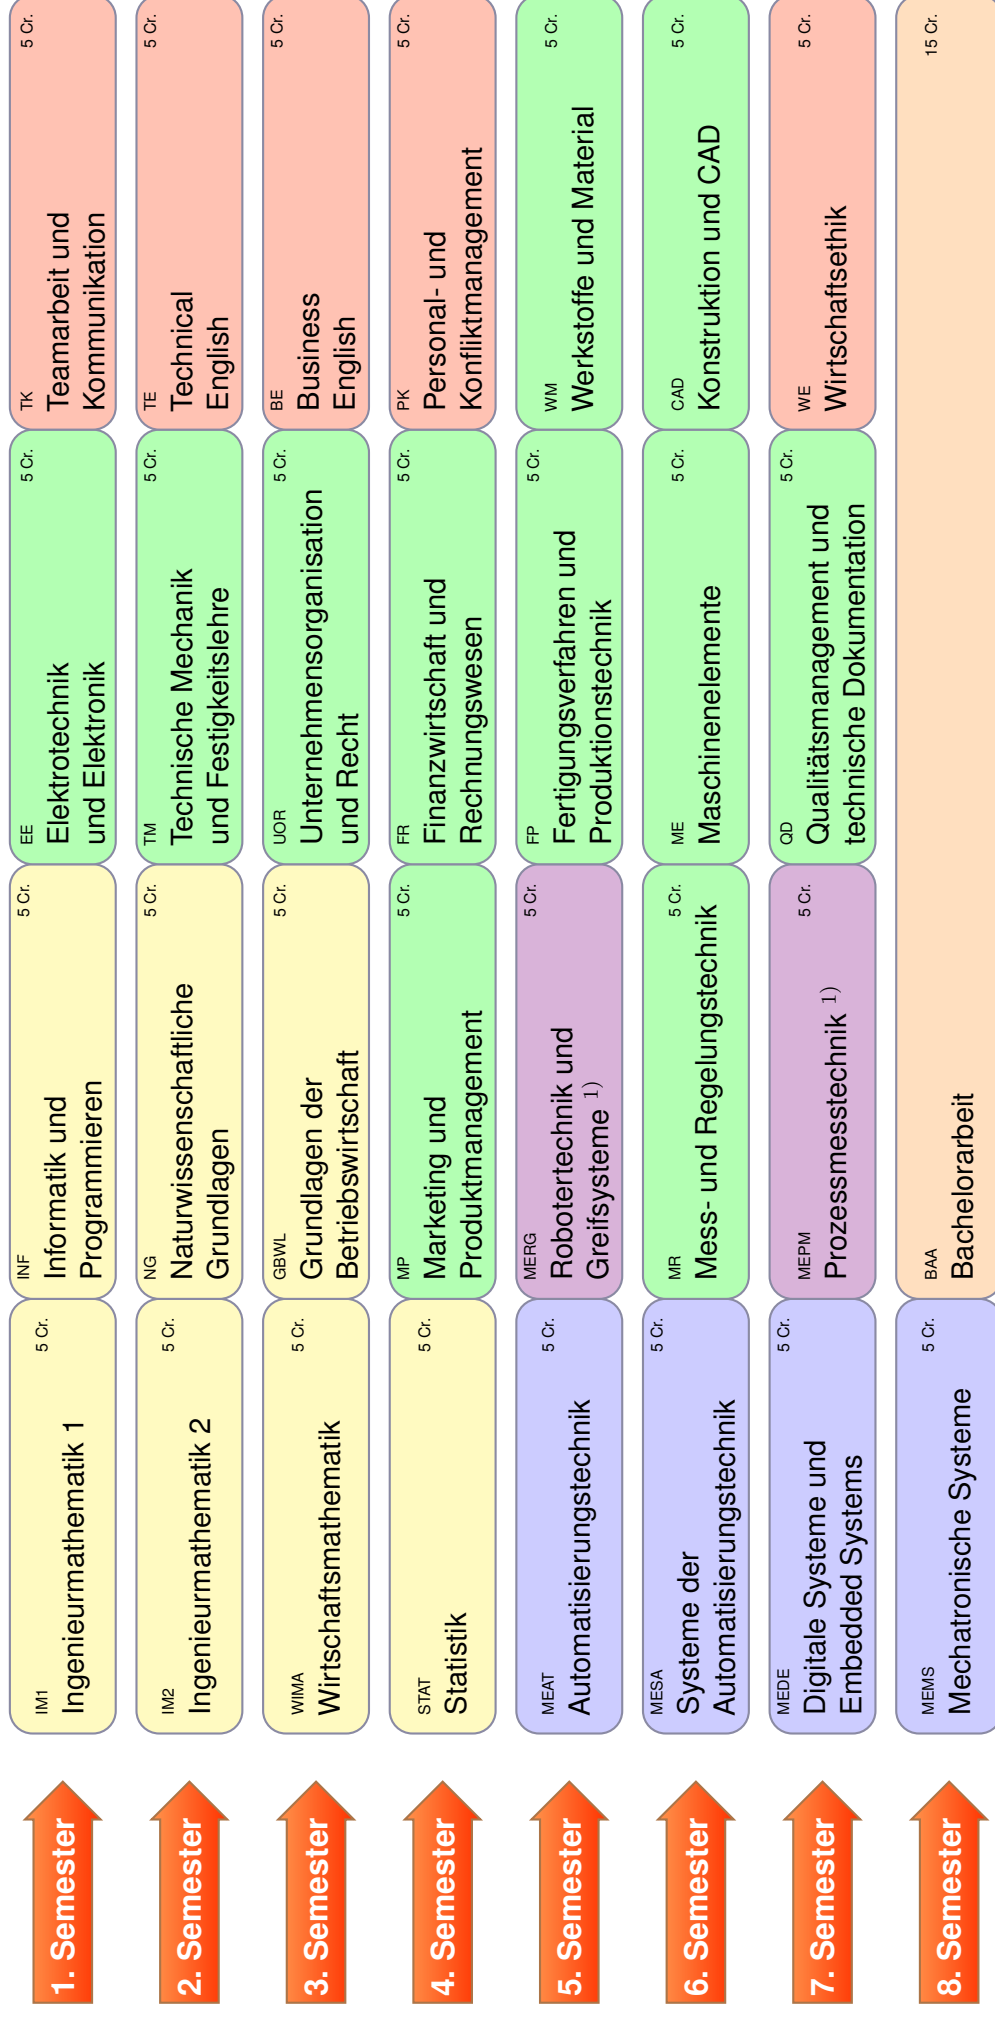 1. Semester
IM1
5 Cr.
Ingenieurmathematik 1
INF
5 Cr.
Informatik und
Programmieren
EE
5 Cr.
Elektrotechnik
und Elektronik
TK
5 Cr.
Teamarbeit und
Kommunikation
2. Semester
IM2
5 Cr.
Ingenieurmathematik 2
NG
5 Cr.
Naturwissenschaftliche
Grundlagen
TM
5 Cr.
Technische Mechanik
und Festigkeitslehre
TE
5 Cr.
Technical
English
3. Semester
WIMA
5 Cr.
Wirtschaftsmathematik
GBWL
5 Cr.
Grundlagen der
Betriebswirtschaft
UOR
5 Cr.
Unternehmensorganisation
und Recht
BE
5 Cr.
Business
English
4. Semester
STAT
5 Cr.
Statistik
MP
5 Cr.
Marketing und
Produktmanagement
FR
5 Cr.
Finanzwirtschaft und
Rechnungswesen
PK
5 Cr.
Personal- und
Konfliktmanagement
5. Semester
MEAT
5 Cr.
Automatisierungstechnik
MERG
5 Cr.
Robotertechnik und
Greifsysteme 1)
FP
5 Cr.
Fertigungsverfahren und
Produktionstechnik
WM
5 Cr.
Werkstoffe und Material
6. Semester
MESA
5 Cr.
Systeme der
Automatisierungstechnik
MR
5 Cr.
Mess- und Regelungstechnik
ME
5 Cr.
Maschinenelemente
CAD
5 Cr.
Konstruktion und CAD
7. Semester
MEDE
5 Cr.
Digitale Systeme und
Embedded Systems
MEPM
5 Cr.
Prozessmesstechnik 1)
QD
5 Cr.
Qualitätsmanagement und
technische Dokumentation
WE
5 Cr.
Wirtschaftsethik
8. Semester
MEMS
5 Cr.
Mechatronische Systeme
BAA
15 Cr.
Bachelorarbeit